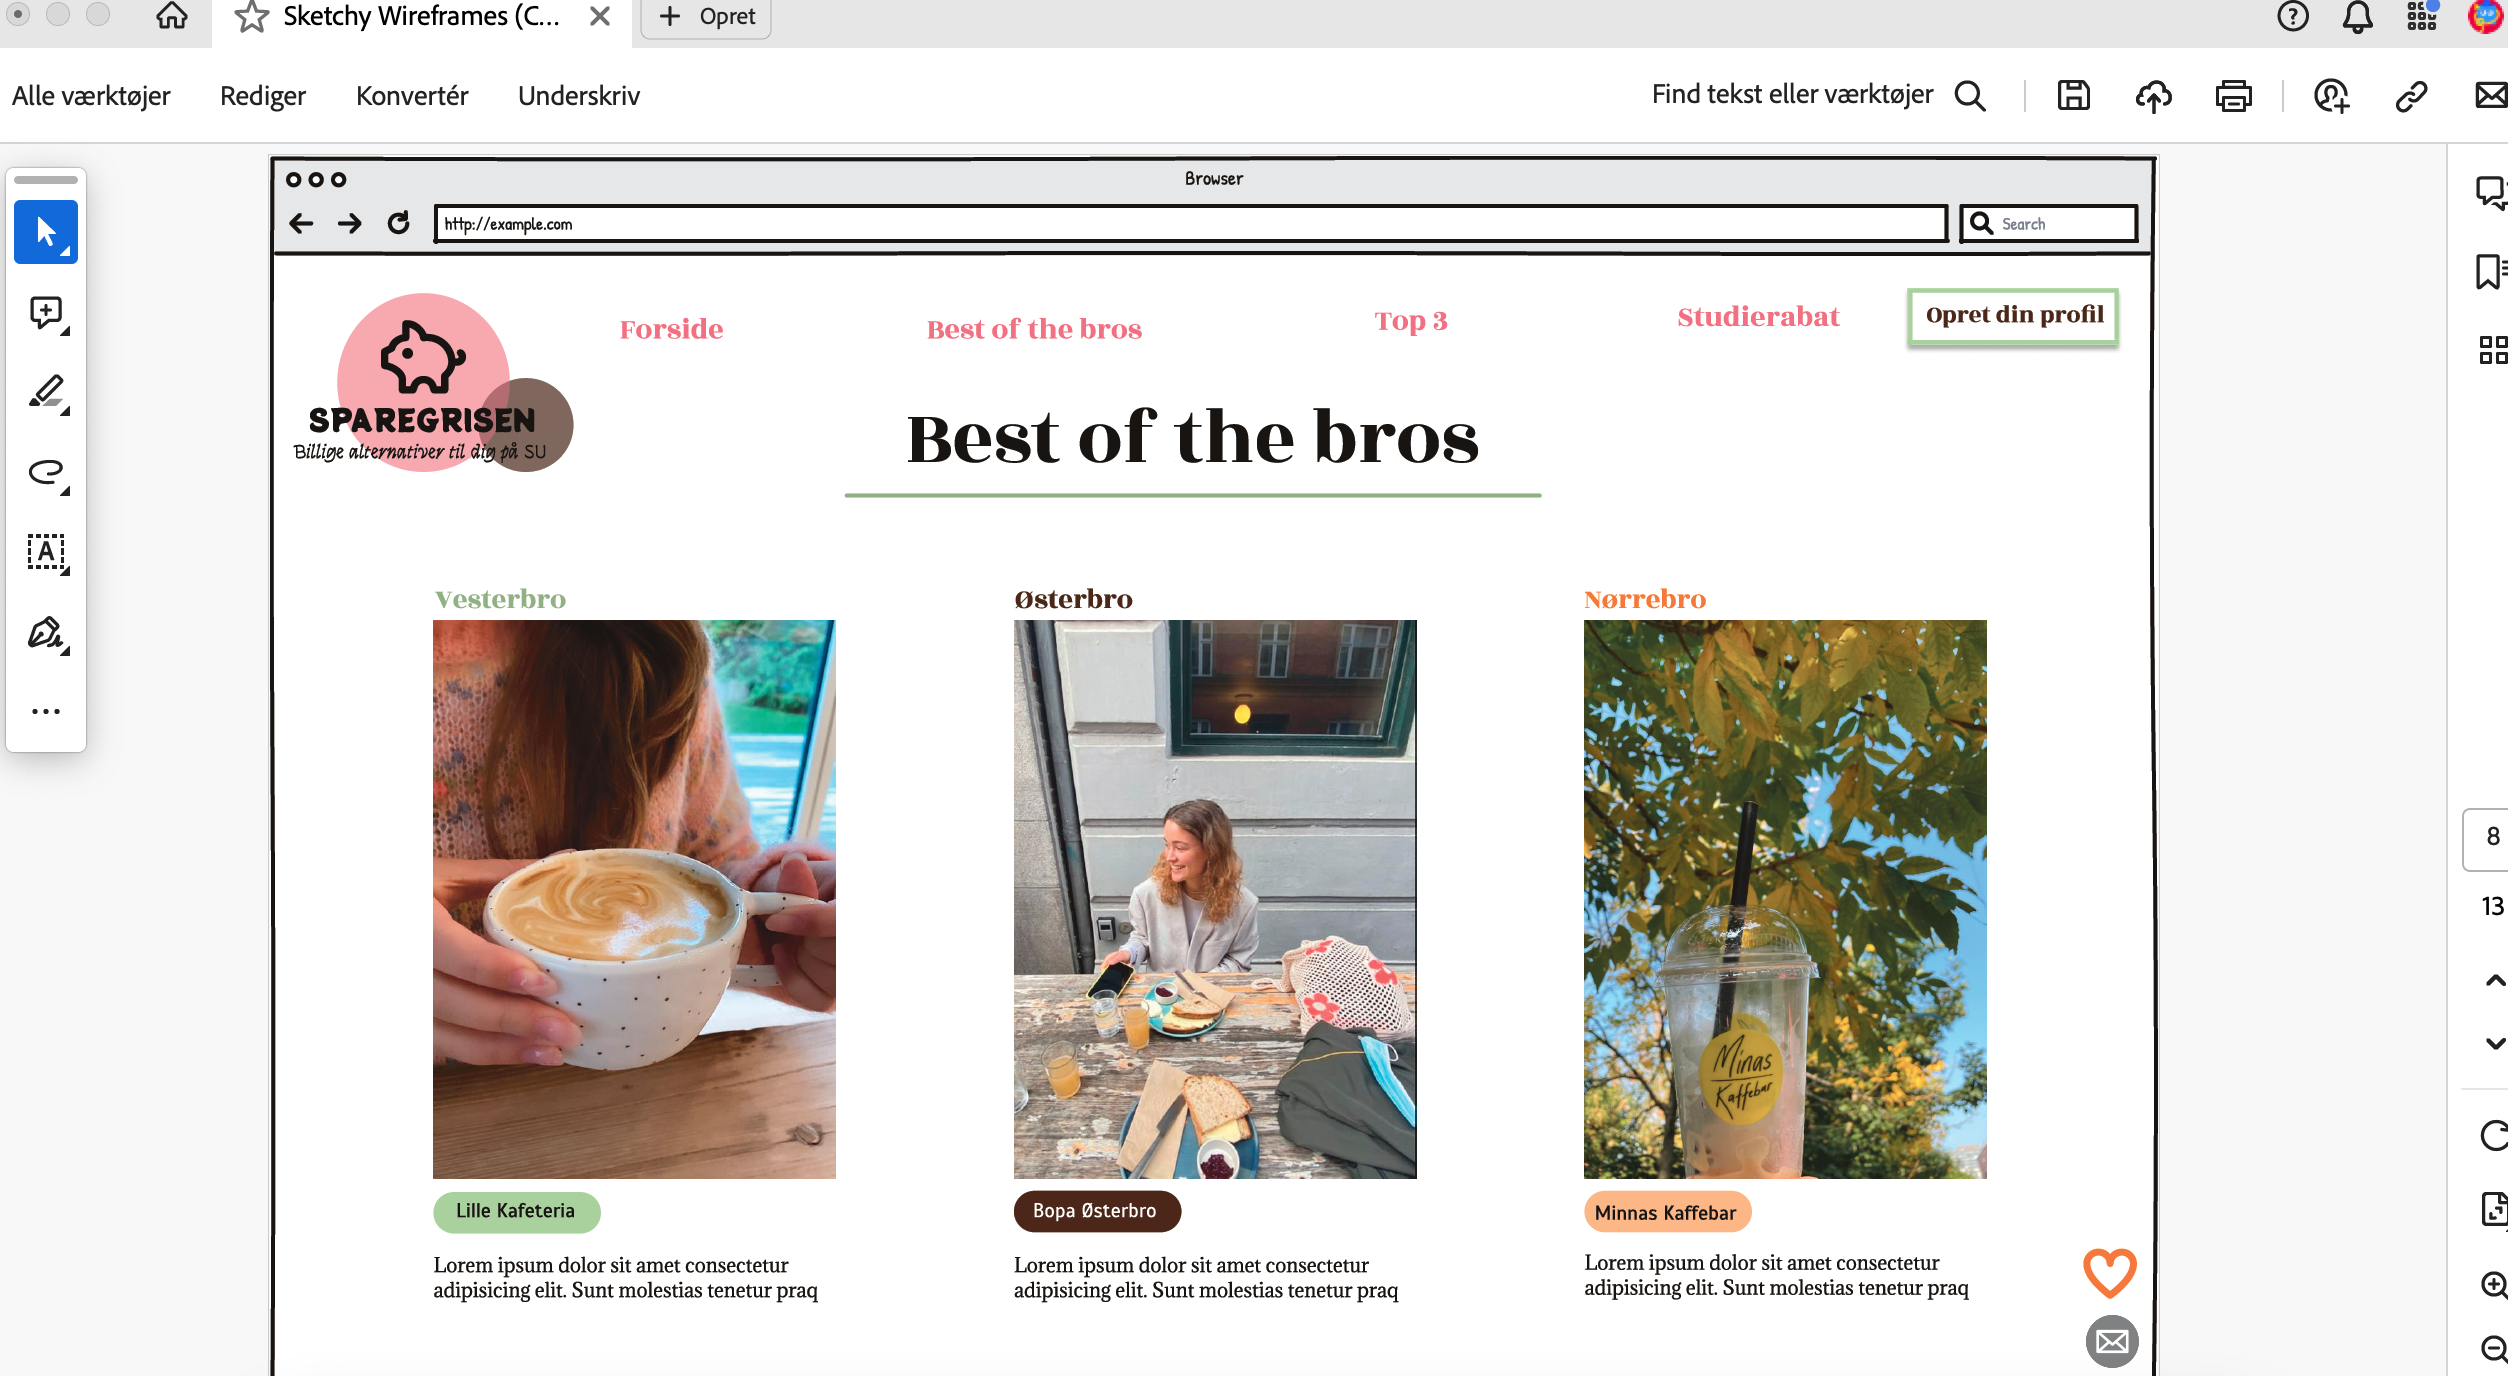 Sketchy Wireframes (C...
Opret
Alle værktøjer
Rediger
Konvertér
Underskriv
Find tekst eller værktøjer
Browser
http://example.com
Search
Forside
Best of the bros
Top 3
Studierabat
Opret din profil
SPAREGRISEN
Billige alternativer til dig på SU
Best of the bros
Vesterbro
Østerbro
Nørrebro
Minas
Kaffebar
8
13
Lille Kafeteria
Bopa Østerbro
Minnas Kaffebar
Lorem ipsum dolor sit amet consectetur
adipisicing elit. Sunt molestias tenetur praq
Lorem ipsum dolor sit amet consectetur
adipisicing elit. Sunt molestias tenetur praq
Lorem ipsum dolor sit amet consectetur
adipisicing elit. Sunt molestias tenetur praq